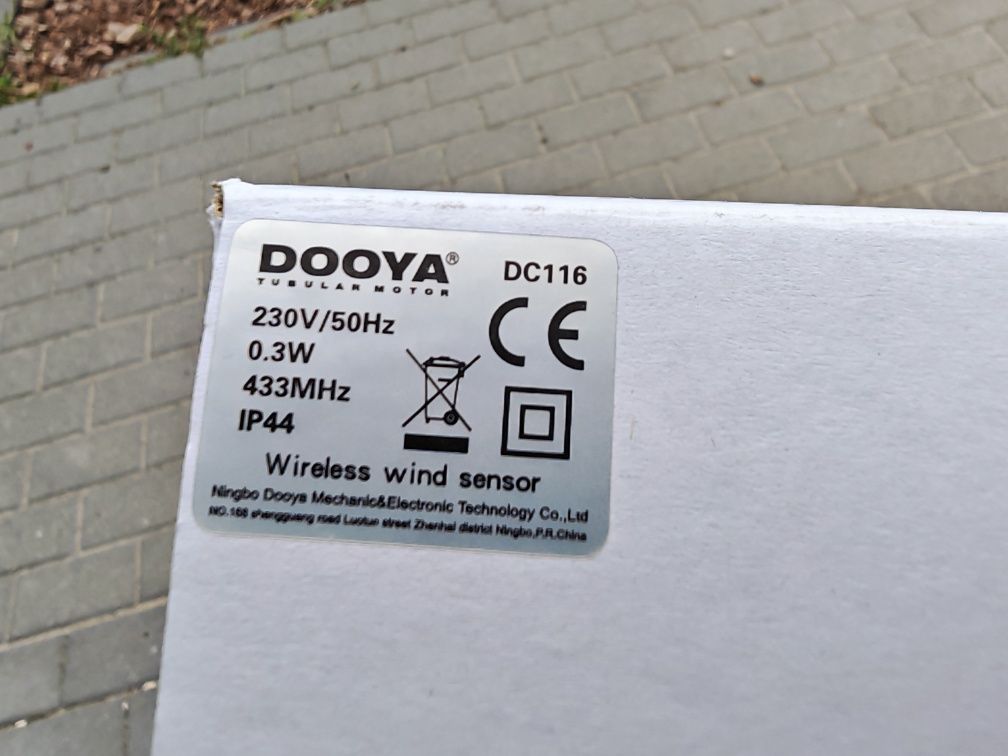 DOOYA® DC116
TUBULAR MOTOR
230V/50Hz
0.3W
433MHz
IP44
CE
Wireless wind sensor
Ningbo Dooya Mechanic&Electronic Technology Co.,Ltd
NO.168 shengguang road Luotuo street Zhenhai district Ningbo,P.R.China